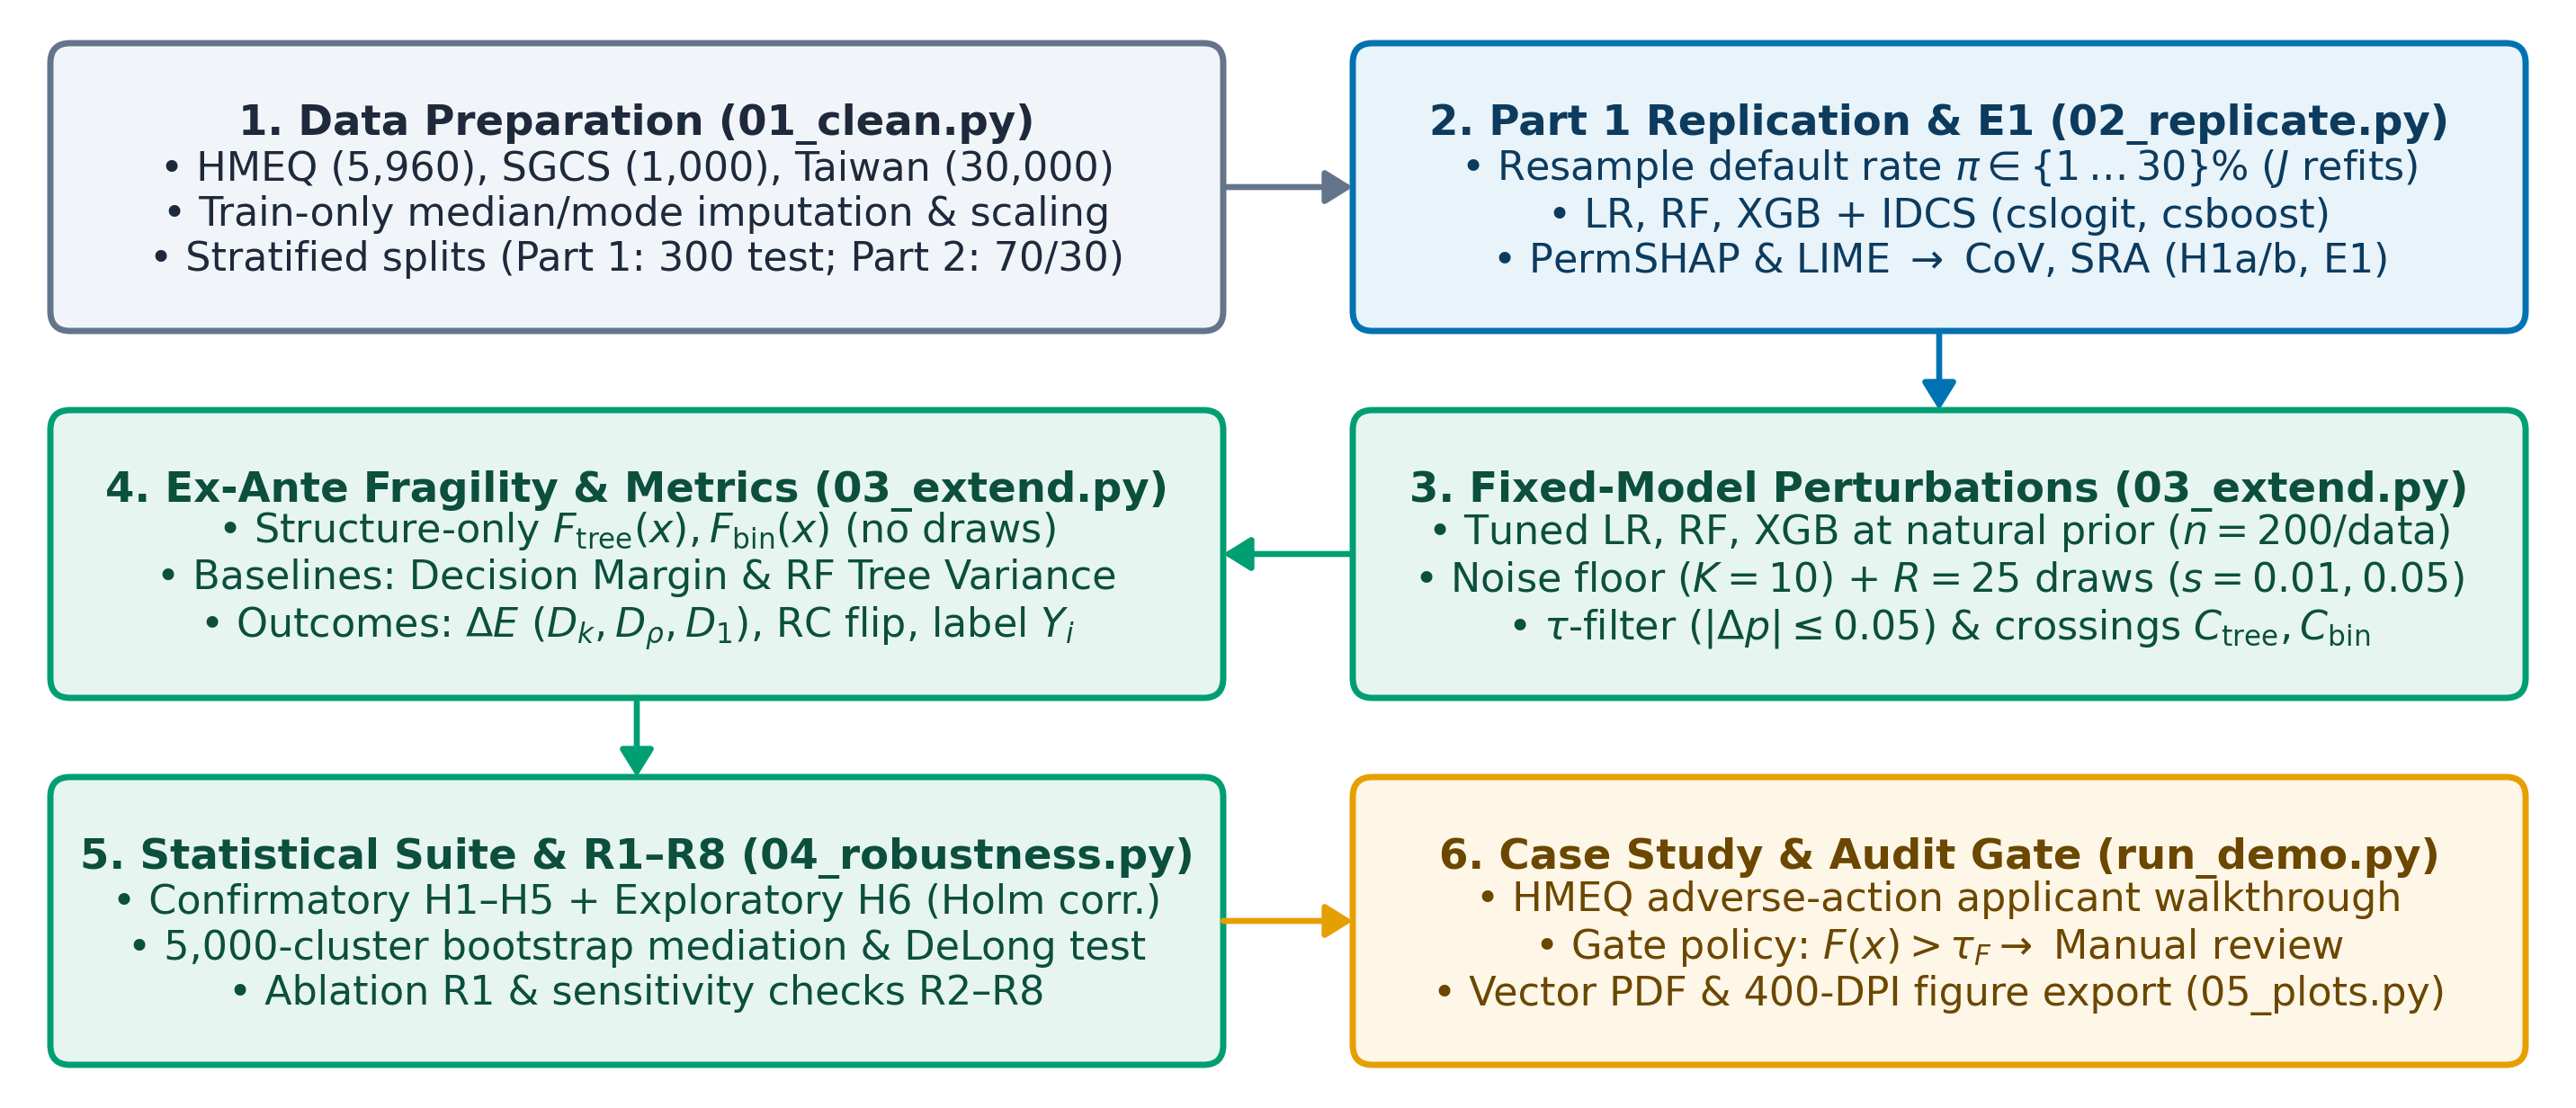 1. Data Preparation (01_clean.py)
• HMEQ (5,960), SGCS (1,000), Taiwan (30,000)
• Train-only median/mode imputation & scaling
• Stratified splits (Part 1: 300 test; Part 2: 70/30)
2. Part 1 Replication & E1 (02_replicate.py)
• Resample default rate π ∈ {1 … 30}% (J refits)
• LR, RF, XGB + IDCS (cslogit, csboost)
• PermSHAP & LIME → CoV, SRA (H1a/b, E1)
3. Fixed-Model Perturbations (03_extend.py)
• Tuned LR, RF, XGB at natural prior (n = 200/data)
• Noise floor (K = 10) + R = 25 draws (s = 0.01, 0.05)
• τ-filter (|Δp| ≤ 0.05) & crossings C_tree, C_bin
4. Ex-Ante Fragility & Metrics (03_extend.py)
• Structure-only F_tree(x), F_bin(x) (no draws)
• Baselines: Decision Margin & RF Tree Variance
• Outcomes: ΔE (D_k, D_ρ, D_1), RC flip, label Y_i
5. Statistical Suite & R1–R8 (04_robustness.py)
• Confirmatory H1–H5 + Exploratory H6 (Holm corr.)
• 5,000-cluster bootstrap mediation & DeLong test
• Ablation R1 & sensitivity checks R2–R8
6. Case Study & Audit Gate (run_demo.py)
• HMEQ adverse-action applicant walkthrough
• Gate policy: F(x) > τ_F → Manual review
• Vector PDF & 400-DPI figure export (05_plots.py)